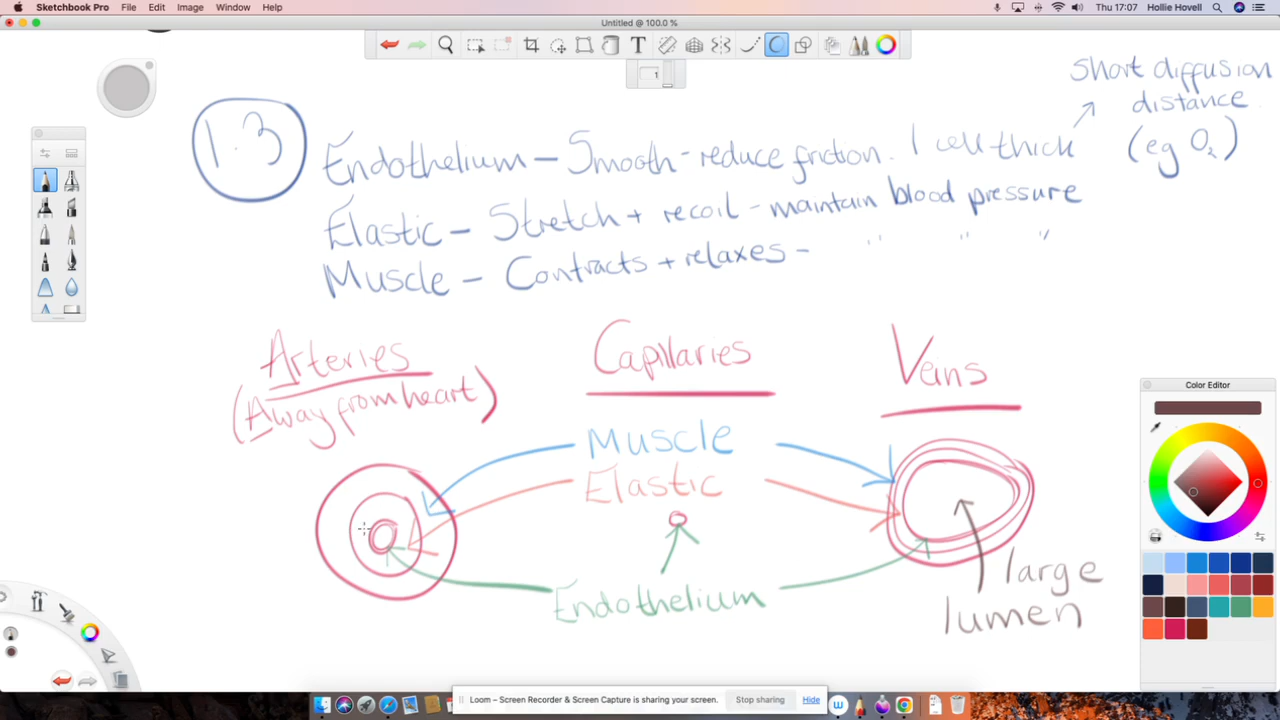 Sketchbook Pro File Edit Image Window Help
Thu 17:07 Hollie Hovell
Untitled @ 100.0 %
1
Short diffusion
distance
(eg O₂)
1.3
Endothelium – Smooth - reduce friction. 1 cell thick
Elastic – Stretch + recoil - maintain blood pressure
Muscle – Contracts + relaxes - " " "
Arteries
(Away from heart)
Capillaries
Veins
Muscle
Elastic
Endothelium
large
lumen
Color Editor
Loom – Screen Recorder & Screen Capture is sharing your screen. Stop sharing Hide